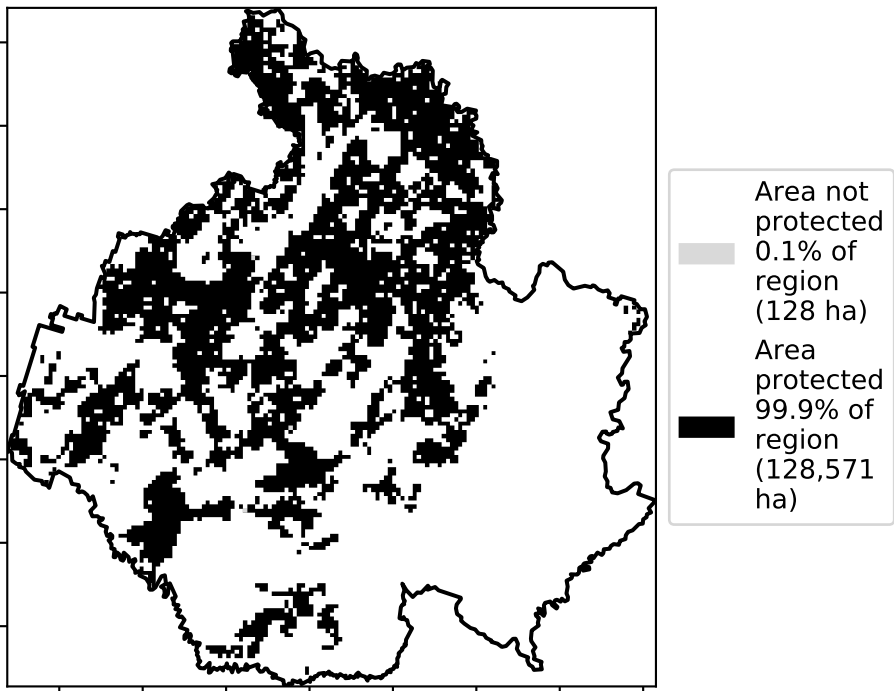 Area not
protected
0.1% of
region
(128 ha)
Area
protected
99.9% of
region
(128,571
ha)